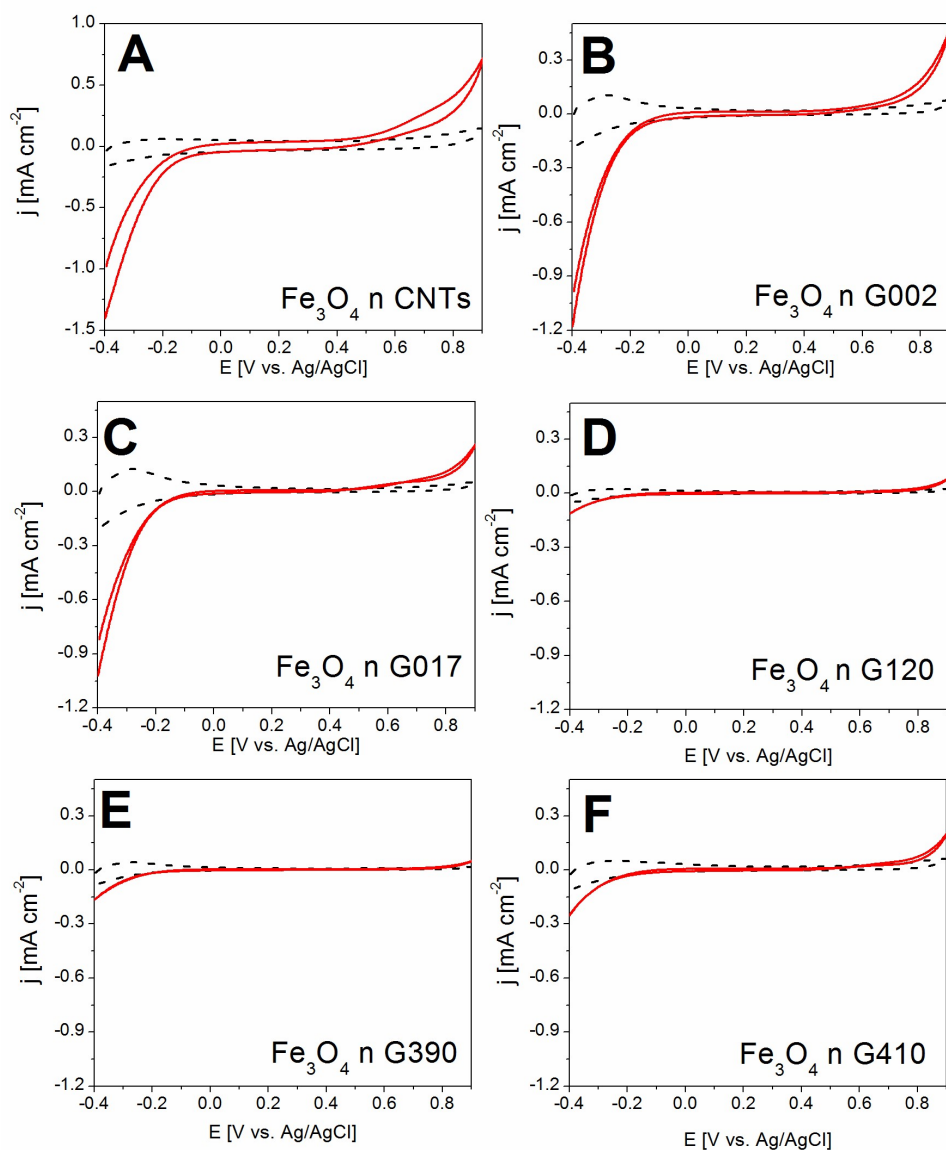 A
j [mA cm⁻²]
1.0
0.5
0.0
-0.5
-1.0
-1.5
Fe₃O₄ n CNTs
-0.4 -0.2 0.0 0.2 0.4 0.6 0.8
E [V vs. Ag/AgCl]
B
j [mA cm⁻²]
0.3
0.0
-0.3
-0.6
-0.9
-1.2
Fe₃O₄ n G002
-0.4 -0.2 0.0 0.2 0.4 0.6 0.8
E [V vs. Ag/AgCl]
C
j [mA cm⁻²]
0.3
0.0
-0.3
-0.6
-0.9
-1.2
Fe₃O₄ n G017
-0.4 -0.2 0.0 0.2 0.4 0.6 0.8
E [V vs. Ag/AgCl]
D
j [mA cm⁻²]
0.3
0.0
-0.3
-0.6
-0.9
-1.2
Fe₃O₄ n G120
-0.4 -0.2 0.0 0.2 0.4 0.6 0.8
E [V vs. Ag/AgCl]
E
j [mA cm⁻²]
0.3
0.0
-0.3
-0.6
-0.9
-1.2
Fe₃O₄ n G390
-0.4 -0.2 0.0 0.2 0.4 0.6 0.8
E [V vs. Ag/AgCl]
F
j [mA cm⁻²]
0.3
0.0
-0.3
-0.6
-0.9
-1.2
Fe₃O₄ n G410
-0.4 -0.2 0.0 0.2 0.4 0.6 0.8
E [V vs. Ag/AgCl]